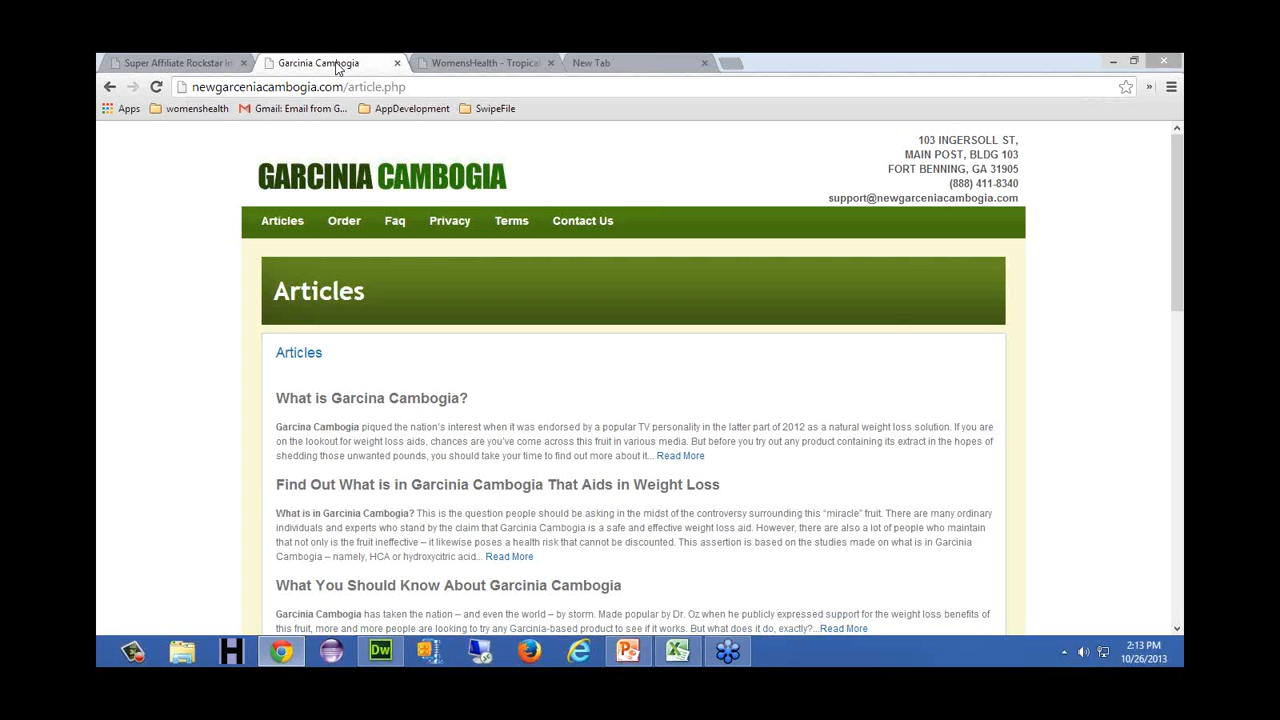 Super Affiliate Rockstar In
Garcinia Cambogia
WomensHealth - Tropical
New Tab
newgarceniacambogia.com/article.php
Apps
womenshealth
Gmail: Email from G...
AppDevelopment
SwipeFile
103 INGERSOLL ST,
MAIN POST, BLDG 103
FORT BENNING, GA 31905
(888) 411-8340
support@newgarceniacambogia.com
GARCINIA CAMBOGIA
Articles
Order
Faq
Privacy
Terms
Contact Us
Articles
Articles
What is Garcina Cambogia?
Garcina Cambogia piqued the nation's interest when it was endorsed by a popular TV personality in the latter part of 2012 as a natural weight loss solution. If you are
on the lookout for weight loss aids, chances are you've come across this fruit in various media. But before you try out any product containing its extract in the hopes of
shedding those unwanted pounds, you should take your time to find out more about it... Read More
Find Out What is in Garcinia Cambogia That Aids in Weight Loss
What is in Garcinia Cambogia? This is the question people should be asking in the midst of the controversy surrounding this “miracle” fruit. There are many ordinary
individuals and experts who stand by the claim that Garcinia Cambogia is a safe and effective weight loss aid. However, there are also a lot of people who maintain
that not only is the fruit ineffective – it likewise poses a health risk that cannot be discounted. This assertion is based on the studies made on what is in Garcinia
Cambogia – namely, HCA or hydroxycitric acid... Read More
What You Should Know About Garcinia Cambogia
Garcinia Cambogia has taken the nation – and even the world – by storm. Made popular by Dr. Oz when he publicly expressed support for the weight loss benefits of
this fruit, more and more people are looking to try any Garcinia-based product to see if it works. But what does it do, exactly?...Read More
H
Dw
2:13 PM
10/26/2013